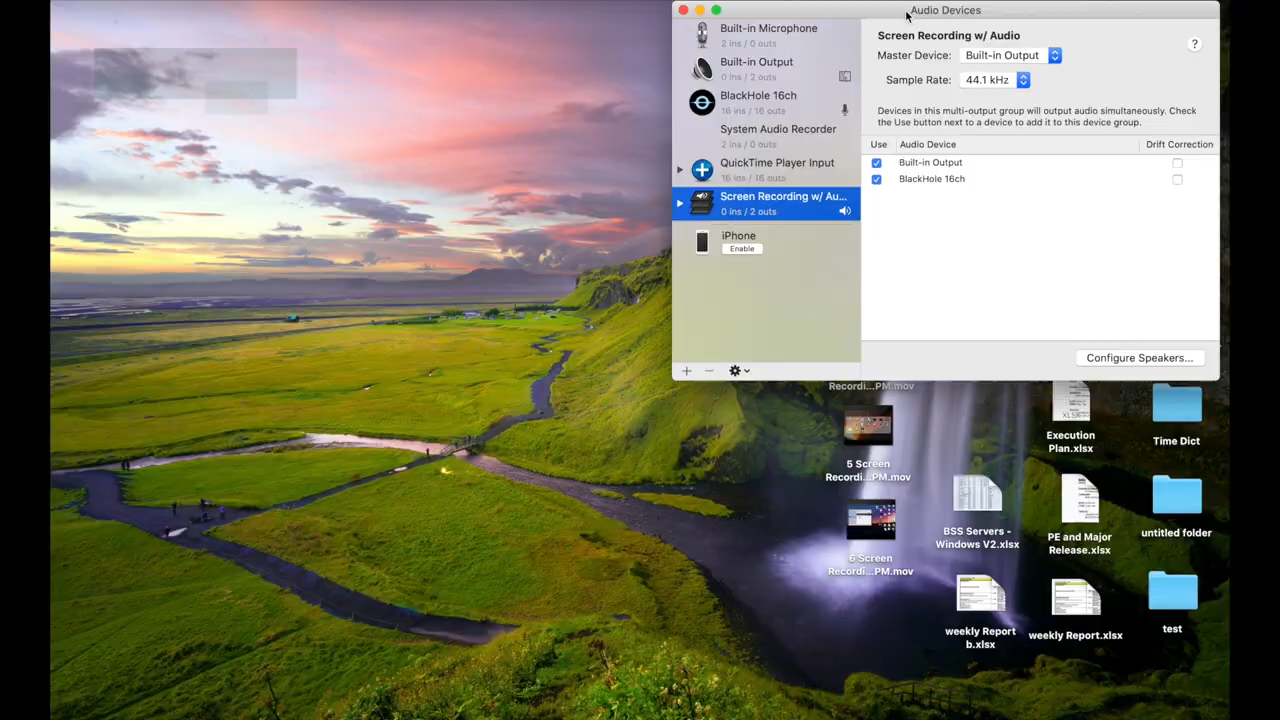 Audio Devices
Built-in Microphone
2 ins / 0 outs
Built-in Output
0 ins / 2 outs
BlackHole 16ch
16 ins / 16 outs
System Audio Recorder
2 ins / 0 outs
QuickTime Player Input
16 ins / 16 outs
Screen Recording w/ Au...
0 ins / 2 outs
iPhone
Enable
Screen Recording w/ Audio
?
Master Device: Built-in Output
Sample Rate: 44.1 kHz
Devices in this multi-output group will output audio simultaneously. Check
the Use button next to a device to add it to this device group.
Use Audio Device Drift Correction
Built-in Output
BlackHole 16ch
Configure Speakers...
Recordi...PM.mov
XLSX
Execution
Plan.xlsx
Time Dict
5 Screen
Recordi...PM.mov
BSS Servers -
Windows V2.xlsx
PE and Major
Release.xlsx
untitled folder
6 Screen
Recordi...PM.mov
weekly Report
b.xlsx
weekly Report.xlsx
test